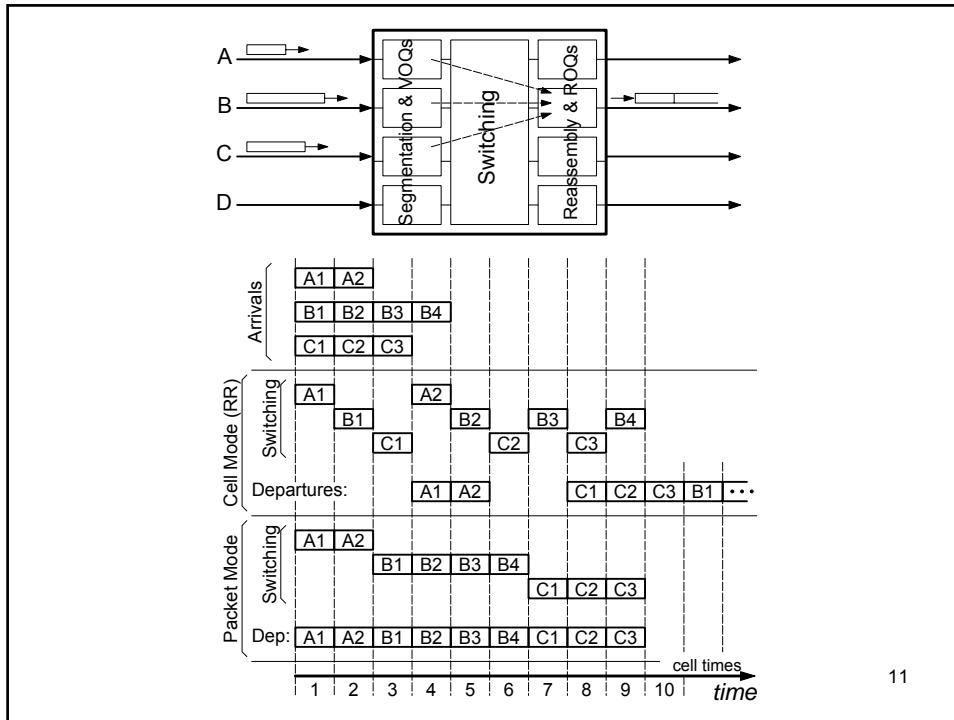 A
B
C
D
Segmentation & VOQs
Switching
Reassembly & ROQs
Arrivals
A1 A2
B1 B2 B3 B4
C1 C2 C3
Cell Mode (RR)
Switching
A1 A2
B1 B2 B3 B4
C1 C2 C3
Departures: A1 A2 C1 C2 C3 B1 •••
Packet Mode
Switching
A1 A2
B1 B2 B3 B4
C1 C2 C3
Dep: A1 A2 B1 B2 B3 B4 C1 C2 C3
cell times
1 2 3 4 5 6 7 8 9 10 time
11